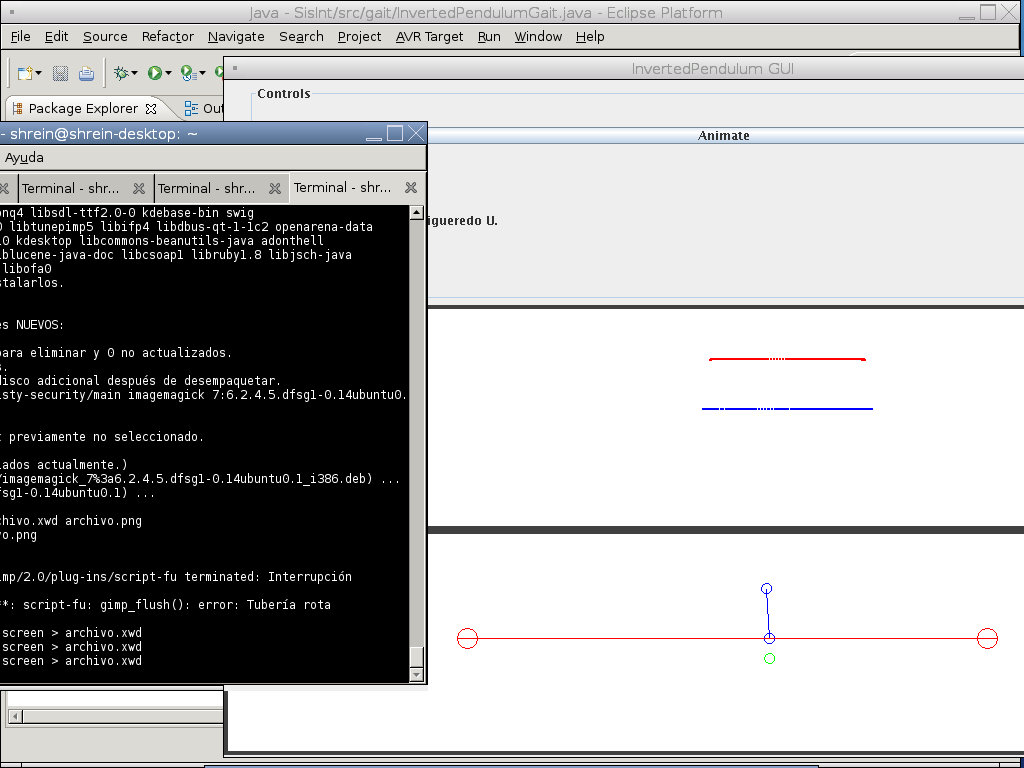 Java - SisInt/src/gait/InvertedPendulumGait.java - Eclipse Platform
File Edit Source Refactor Navigate Search Project AVR Target Run Window Help
InvertedPendulum GUI
Package Explorer
Out
Controls
Animate
igueredo U.
- shrein@shrein-desktop: ~
Ayuda
Terminal - shr... Terminal - shr... Terminal - shr...
onq4 libsdl-ttf2.0-0 kdebase-bin swig
0 libtunepimp5 libifp4 libdbus-qt-1-1c2 openarena-data
.0 kdesktop libcommons-beanutils-java adonthell
blucene-java-doc libcsoap1 libruby1.8 libjsch-java
libofa0
stalarlos.
es NUEVOS:
para eliminar y 0 no actualizados.
s.
disco adicional después de desempaquetar.
isty-security/main imagemagick 7:6.2.4.5.dfsg1-0.14ubuntu0.
t previamente no seleccionado.
lados actualmente.)
/imagemagick_7%3a6.2.4.5.dfsg1-0.14ubuntu0.1_i386.deb) ...
fsg1-0.14ubuntu0.1) ...
chivo.xwd archivo.png
vo.png
imp/2.0/plug-ins/script-fu terminated: Interrupción
**: script-fu: gimp_flush(): error: Tubería rota
screen > archivo.xwd
screen > archivo.xwd
screen > archivo.xwd